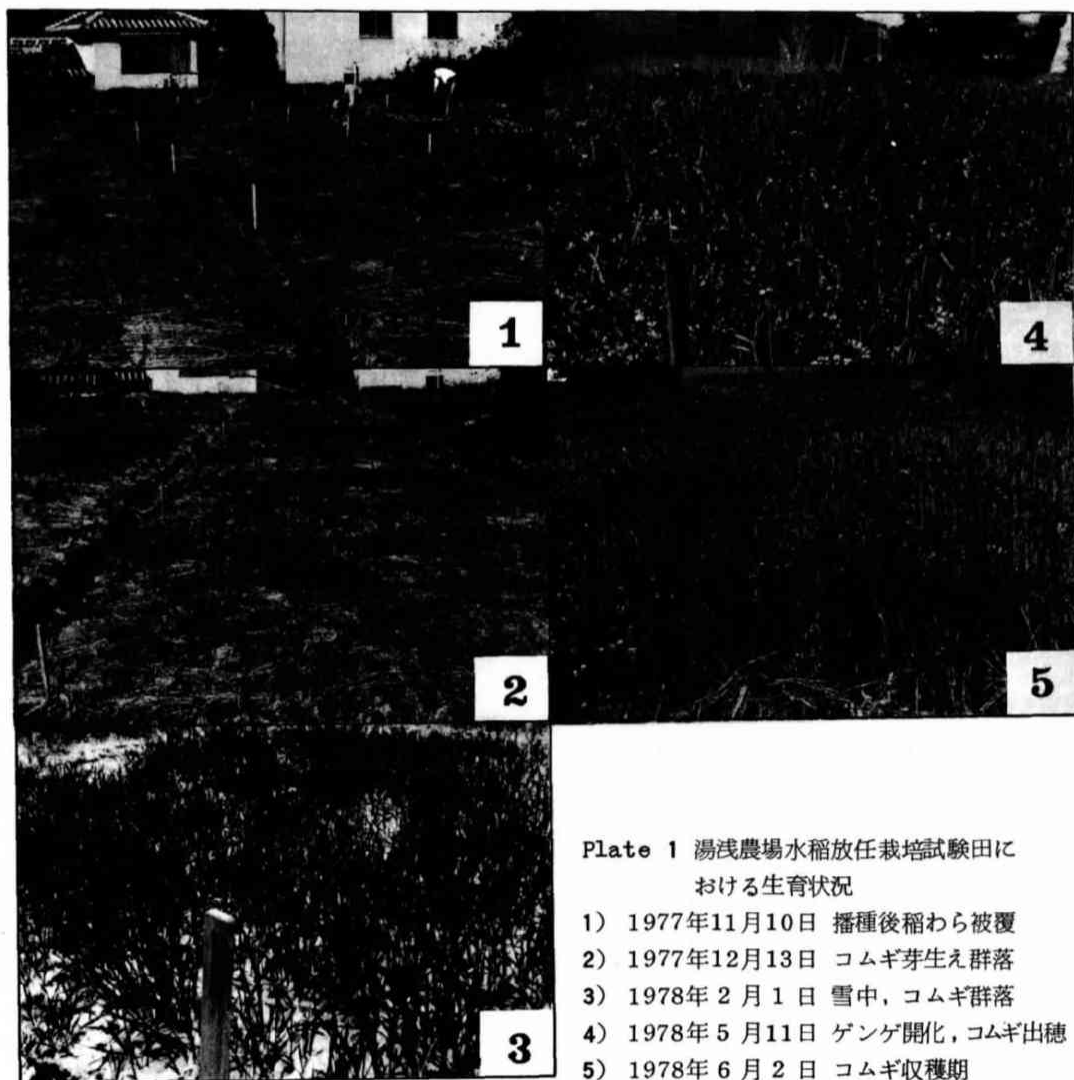 1
4
2
5
3
Plate 1 湯浅農場水稲放任栽培試験田に
おける生育状況
1) 1977年11月10日 播種後稲わら被覆
2) 1977年12月13日 コムギ芽生え群落
3) 1978年2月1日 雪中,コムギ群落
4) 1978年5月11日 ゲンゲ開化,コムギ出穂
5) 1978年6月2日 コムギ収穫期